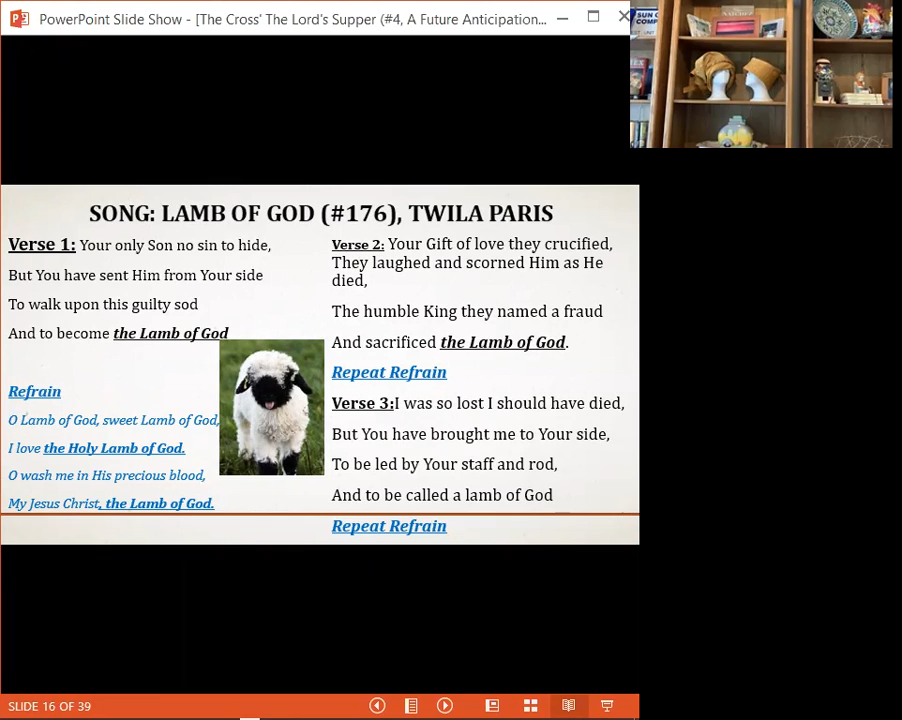 PowerPoint Slide Show - [The Cross' The Lord's Supper (#4, A Future Anticipation...
SONG: LAMB OF GOD (#176), TWILA PARIS
Verse 1: Your only Son no sin to hide,
But You have sent Him from Your side
To walk upon this guilty sod
And to become the Lamb of God
Refrain
O Lamb of God, sweet Lamb of God,
I love the Holy Lamb of God.
O wash me in His precious blood,
My Jesus Christ, the Lamb of God.
Verse 2: Your Gift of love they crucified,
They laughed and scorned Him as He
died,
The humble King they named a fraud
And sacrificed the Lamb of God.
Repeat Refrain
Verse 3:I was so lost I should have died,
But You have brought me to Your side,
To be led by Your staff and rod,
And to be called a lamb of God
Repeat Refrain
SLIDE 16 OF 39